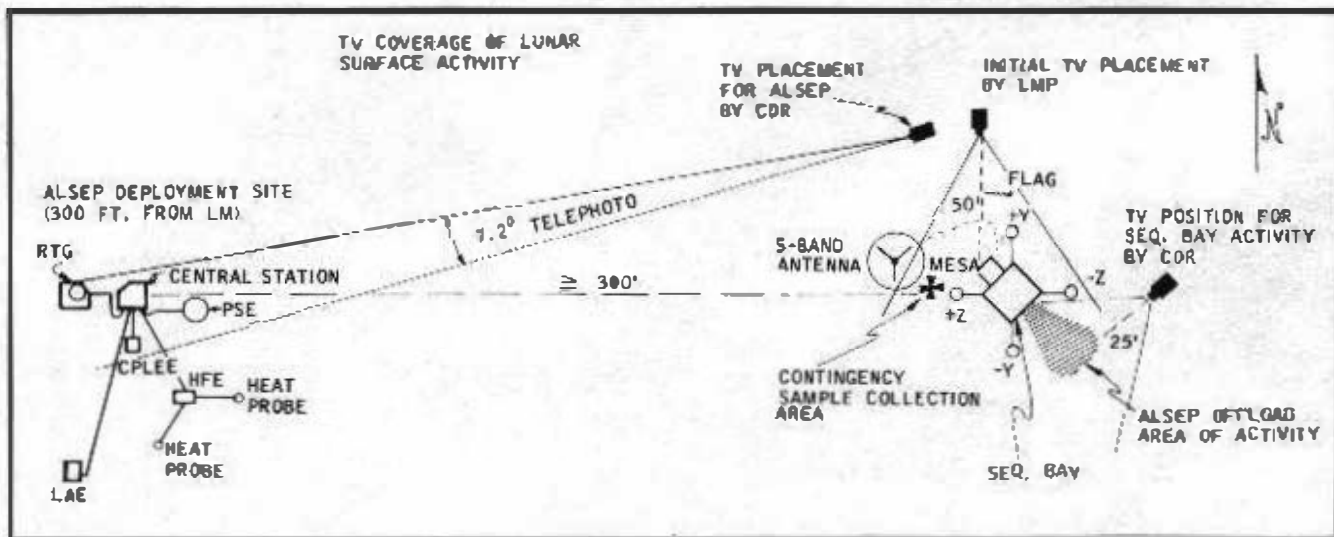 TV COVERAGE OF LUNAR
SURFACE ACTIVITY
TV PLACEMENT
FOR ALSEP
BY CDR
INITIAL TV PLACEMENT
BY LMP
N
ALSEP DEPLOYMENT SITE
(300 FT. FROM LM)
7.2° TELEPHOTO
FLAG
50'
+Y
TV POSITION FOR
SEQ. BAY ACTIVITY
BY CDR
RTG
CENTRAL STATION
S-BAND
ANTENNA
MESA
-Z
≥ 300'
+Z
PSE
25'
CPLEE
-Y
HFE
HEAT
PROBE
CONTINGENCY
SAMPLE COLLECTION
AREA
ALSEP OFFLOAD
AREA OF ACTIVITY
HEAT
PROBE
SEQ. BAY
LAE